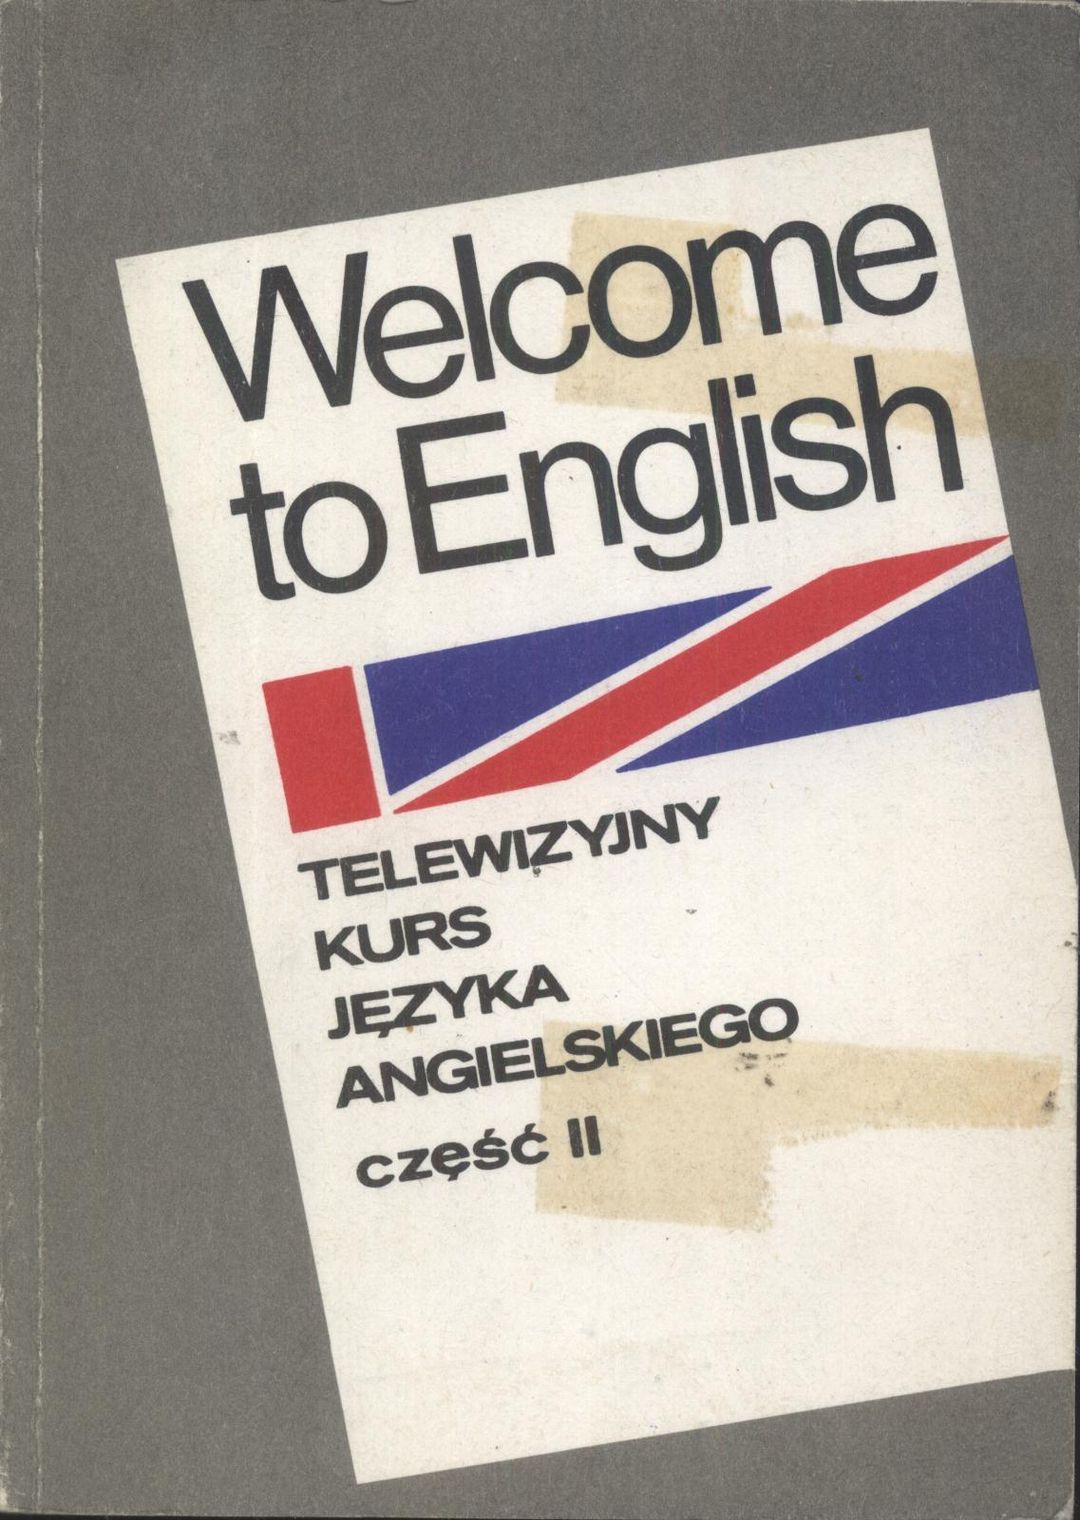 Welcome
to English
TELEWIZYJNY
KURS
JĘZYKA
ANGIELSKIEGO
część II